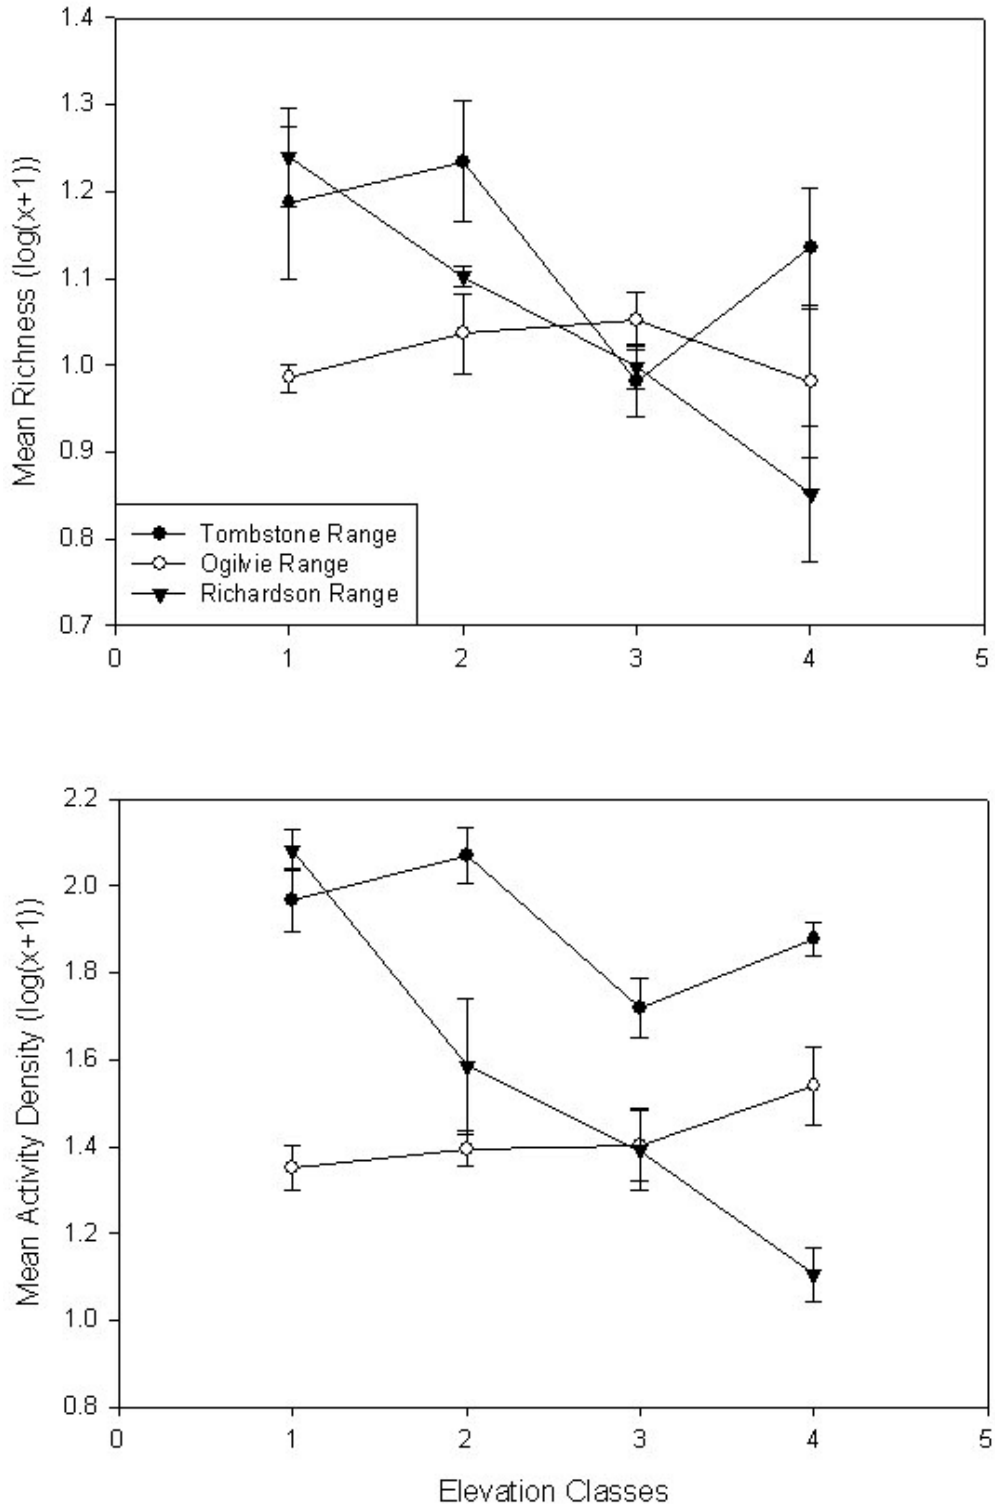 1.4
1.3
1.2
1.1
1.0
0.9
0.8
0.7
Mean Richness (log(x+1))
Tombstone Range
Ogilvie Range
Richardson Range
0 1 2 3 4 5
2.2
2.0
1.8
1.6
1.4
1.2
1.0
0.8
Mean Activity Density (log(x+1))
0 1 2 3 4 5
Elevation Classes